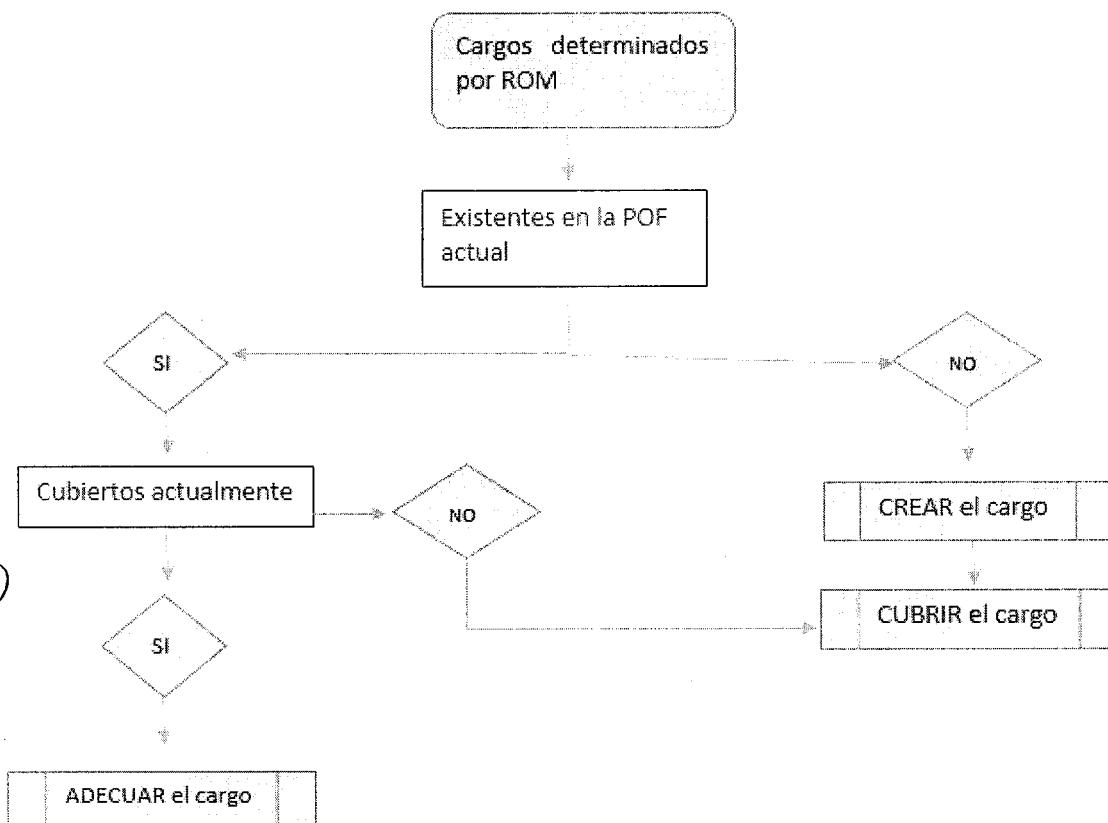 Cargos determinados
por ROM
Existentes en la POF
actual
SI
NO
Cubiertos actualmente
NO
CREAR el cargo
CUBRIR el cargo
SI
ADECUAR el cargo